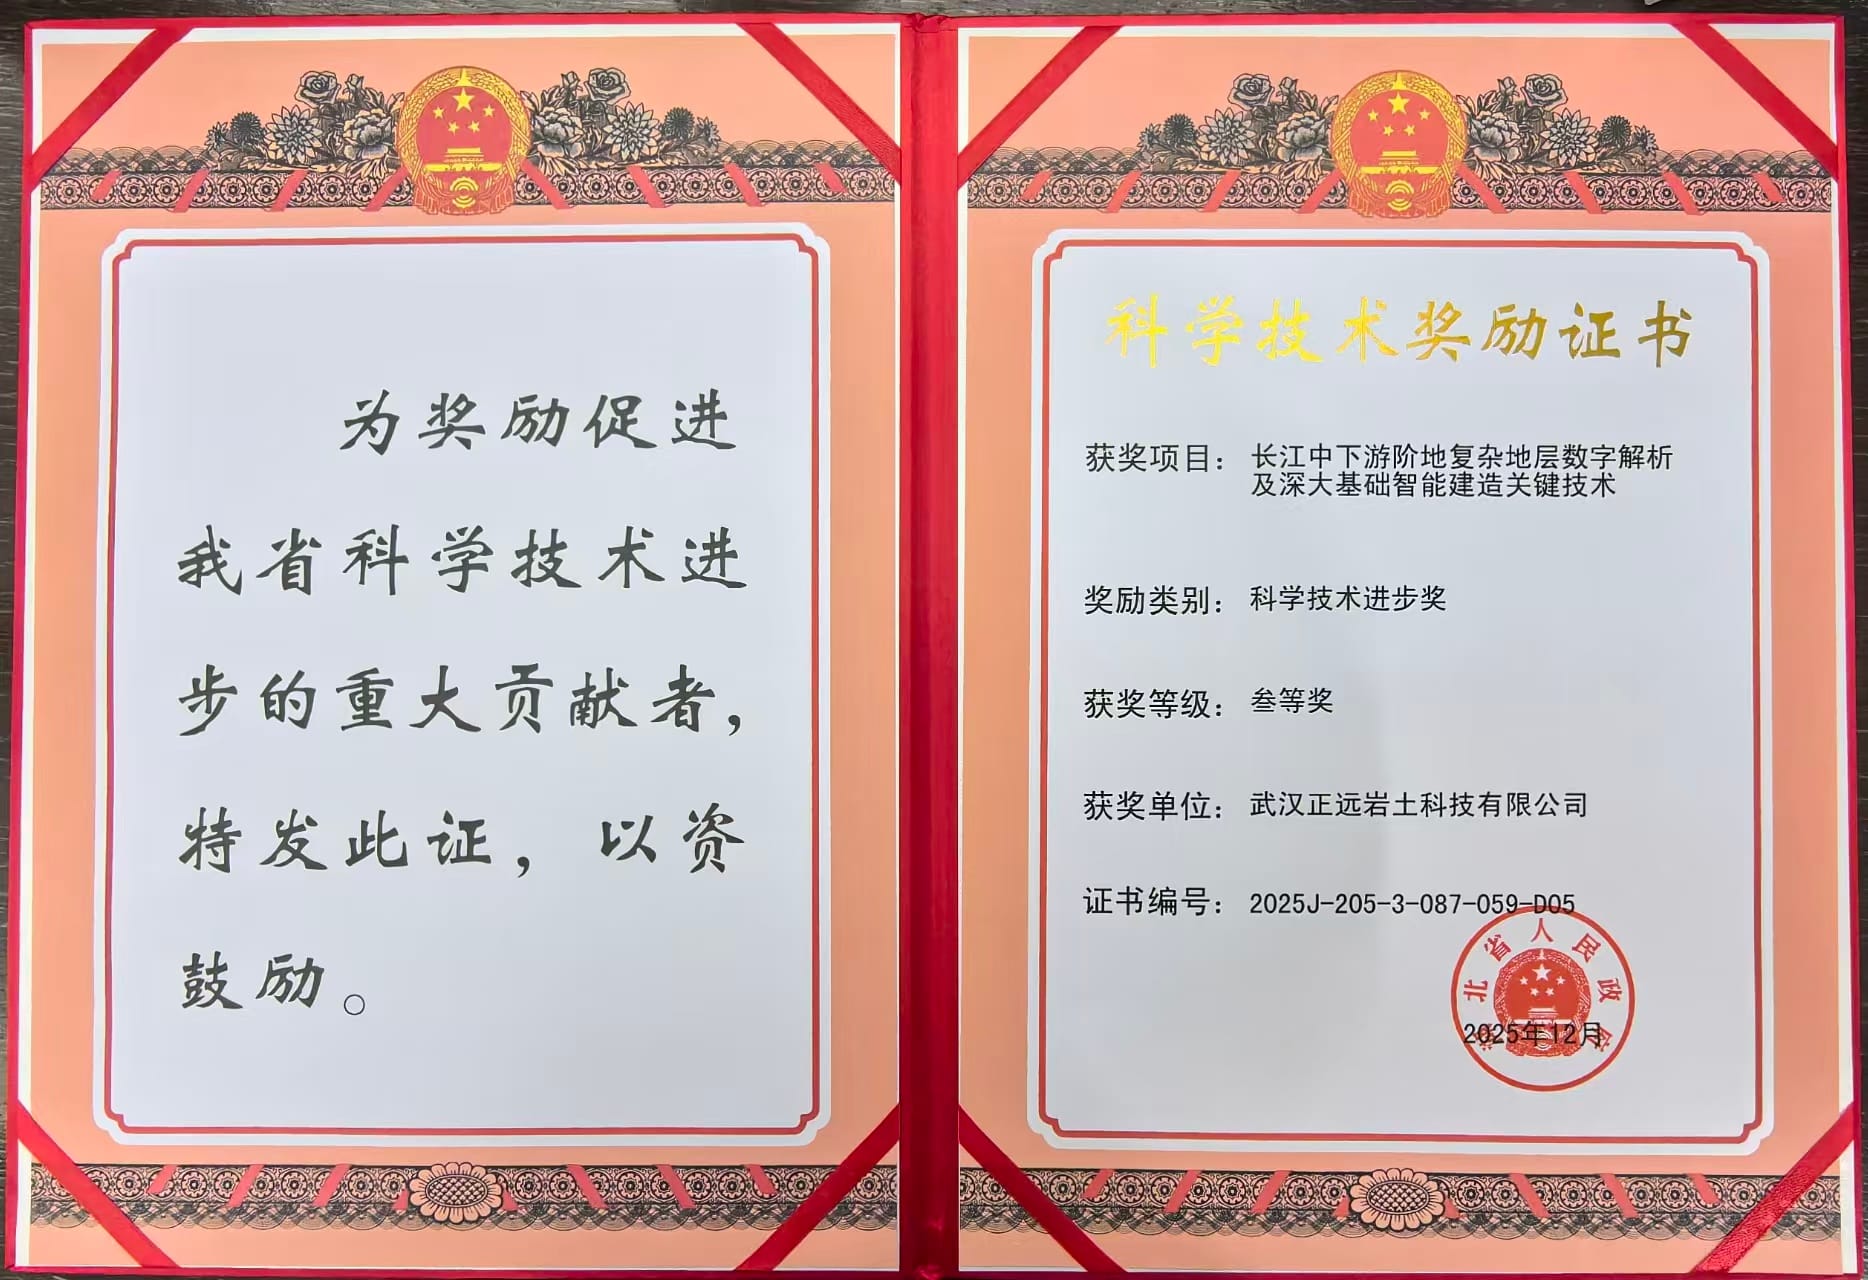 为奖励促进
我省科学技术进
步的重大贡献者，
特发此证，以资
鼓励。
科学技术奖励证书
获奖项目：长江中下游阶地复杂地层数字解析
及深大基础智能建造关键技术
奖励类别：科学技术进步奖
获奖等级：叁等奖
获奖单位：武汉正远岩土科技有限公司
证书编号：2025J-205-3-087-059-D05
湖北省人民政府
2025年12月